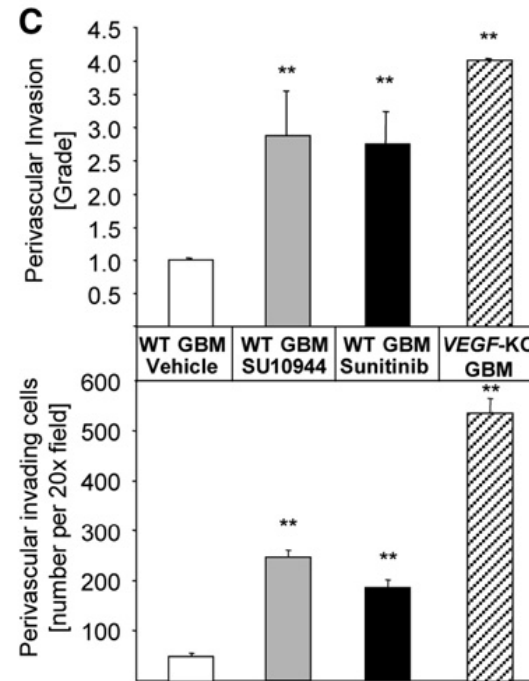 C
Perivascular Invasion
[Grade]
4.5
4.0
3.5
3.0
2.5
2.0
1.5
1.0
0.5
**
**
**
WT GBM
Vehicle
WT GBM
SU10944
WT GBM
Sunitinib
VEGF-KO
GBM
Perivascular invading cells
[number per 20x field]
600
500
400
300
200
100
**
**
**